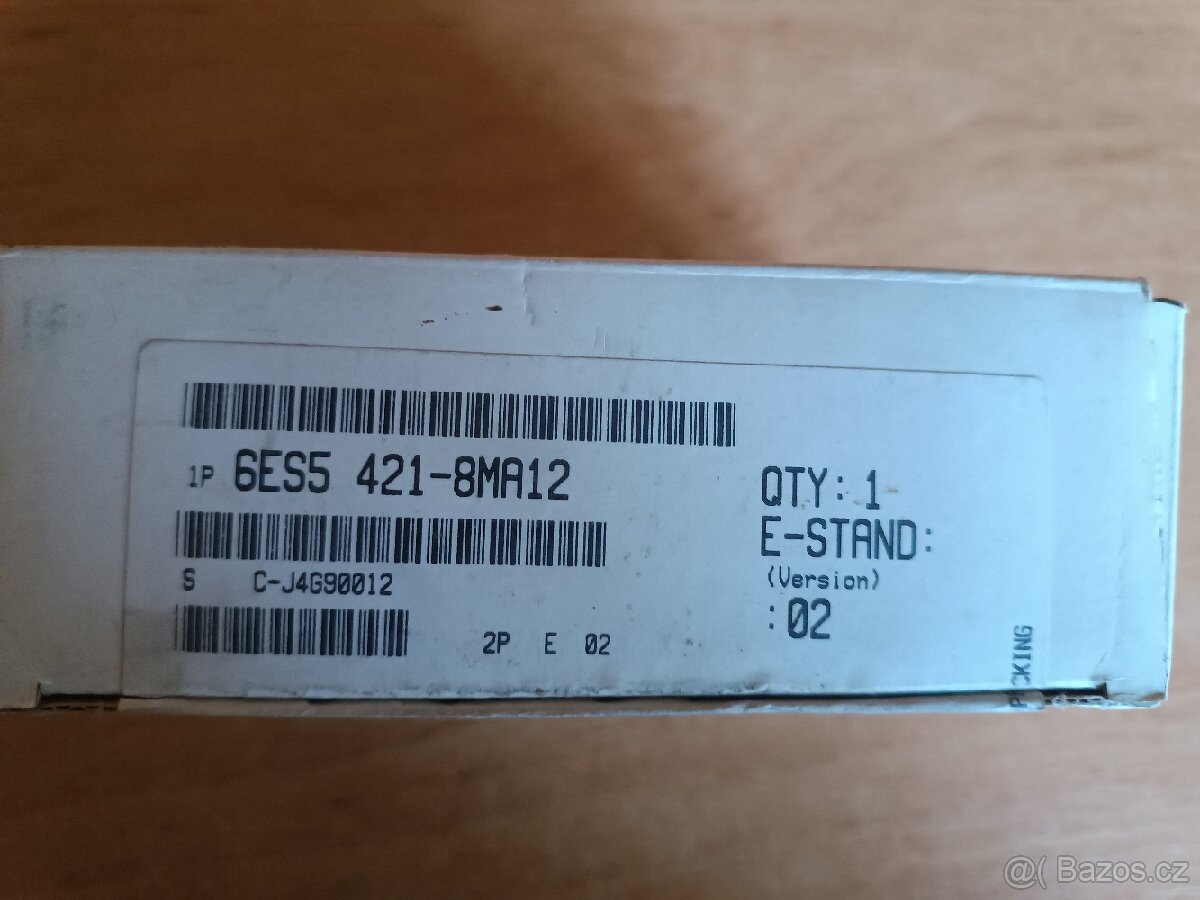 1P 6ES5 421-8MA12
S C-J4G90012
2P E 02
QTY: 1
E-STAND:
(Version)
:02
PACKING
@( Bazos.cz